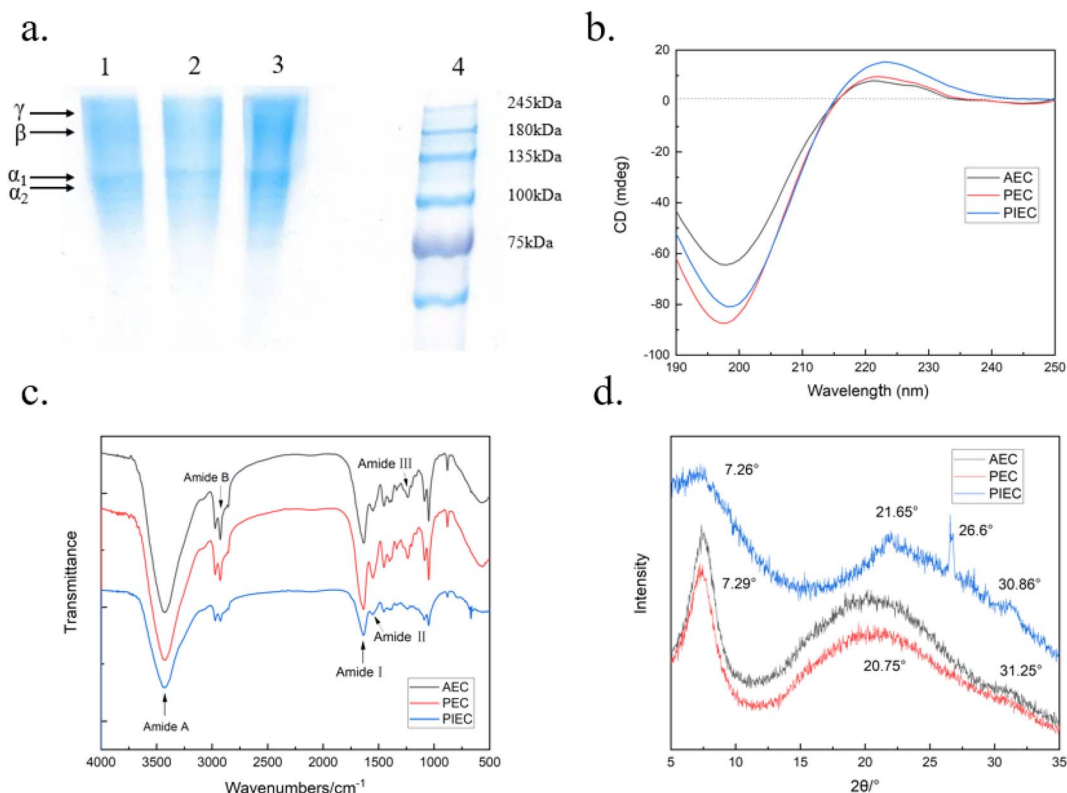 a.
1 2 3 4
γ
β
α1
α2
245kDa
180kDa
135kDa
100kDa
75kDa
b.
20
0
-20
-40
-60
-80
-100
CD (mdeg)
AEC
PEC
PIEC
190 200 210 220 230 240 250
Wavelength (nm)
c.
Transmittance
Amide III
Amide B
Amide II
Amide I
Amide A
AEC
PEC
PIEC
4000 3500 3000 2500 2000 1500 1000 500
Wavenumbers/cm-1
d.
Intensity
AEC
PEC
PIEC
7.26°
21.65°
26.6°
30.86°
7.29°
20.75°
31.25°
5 10 15 20 25 30 35
2θ/°